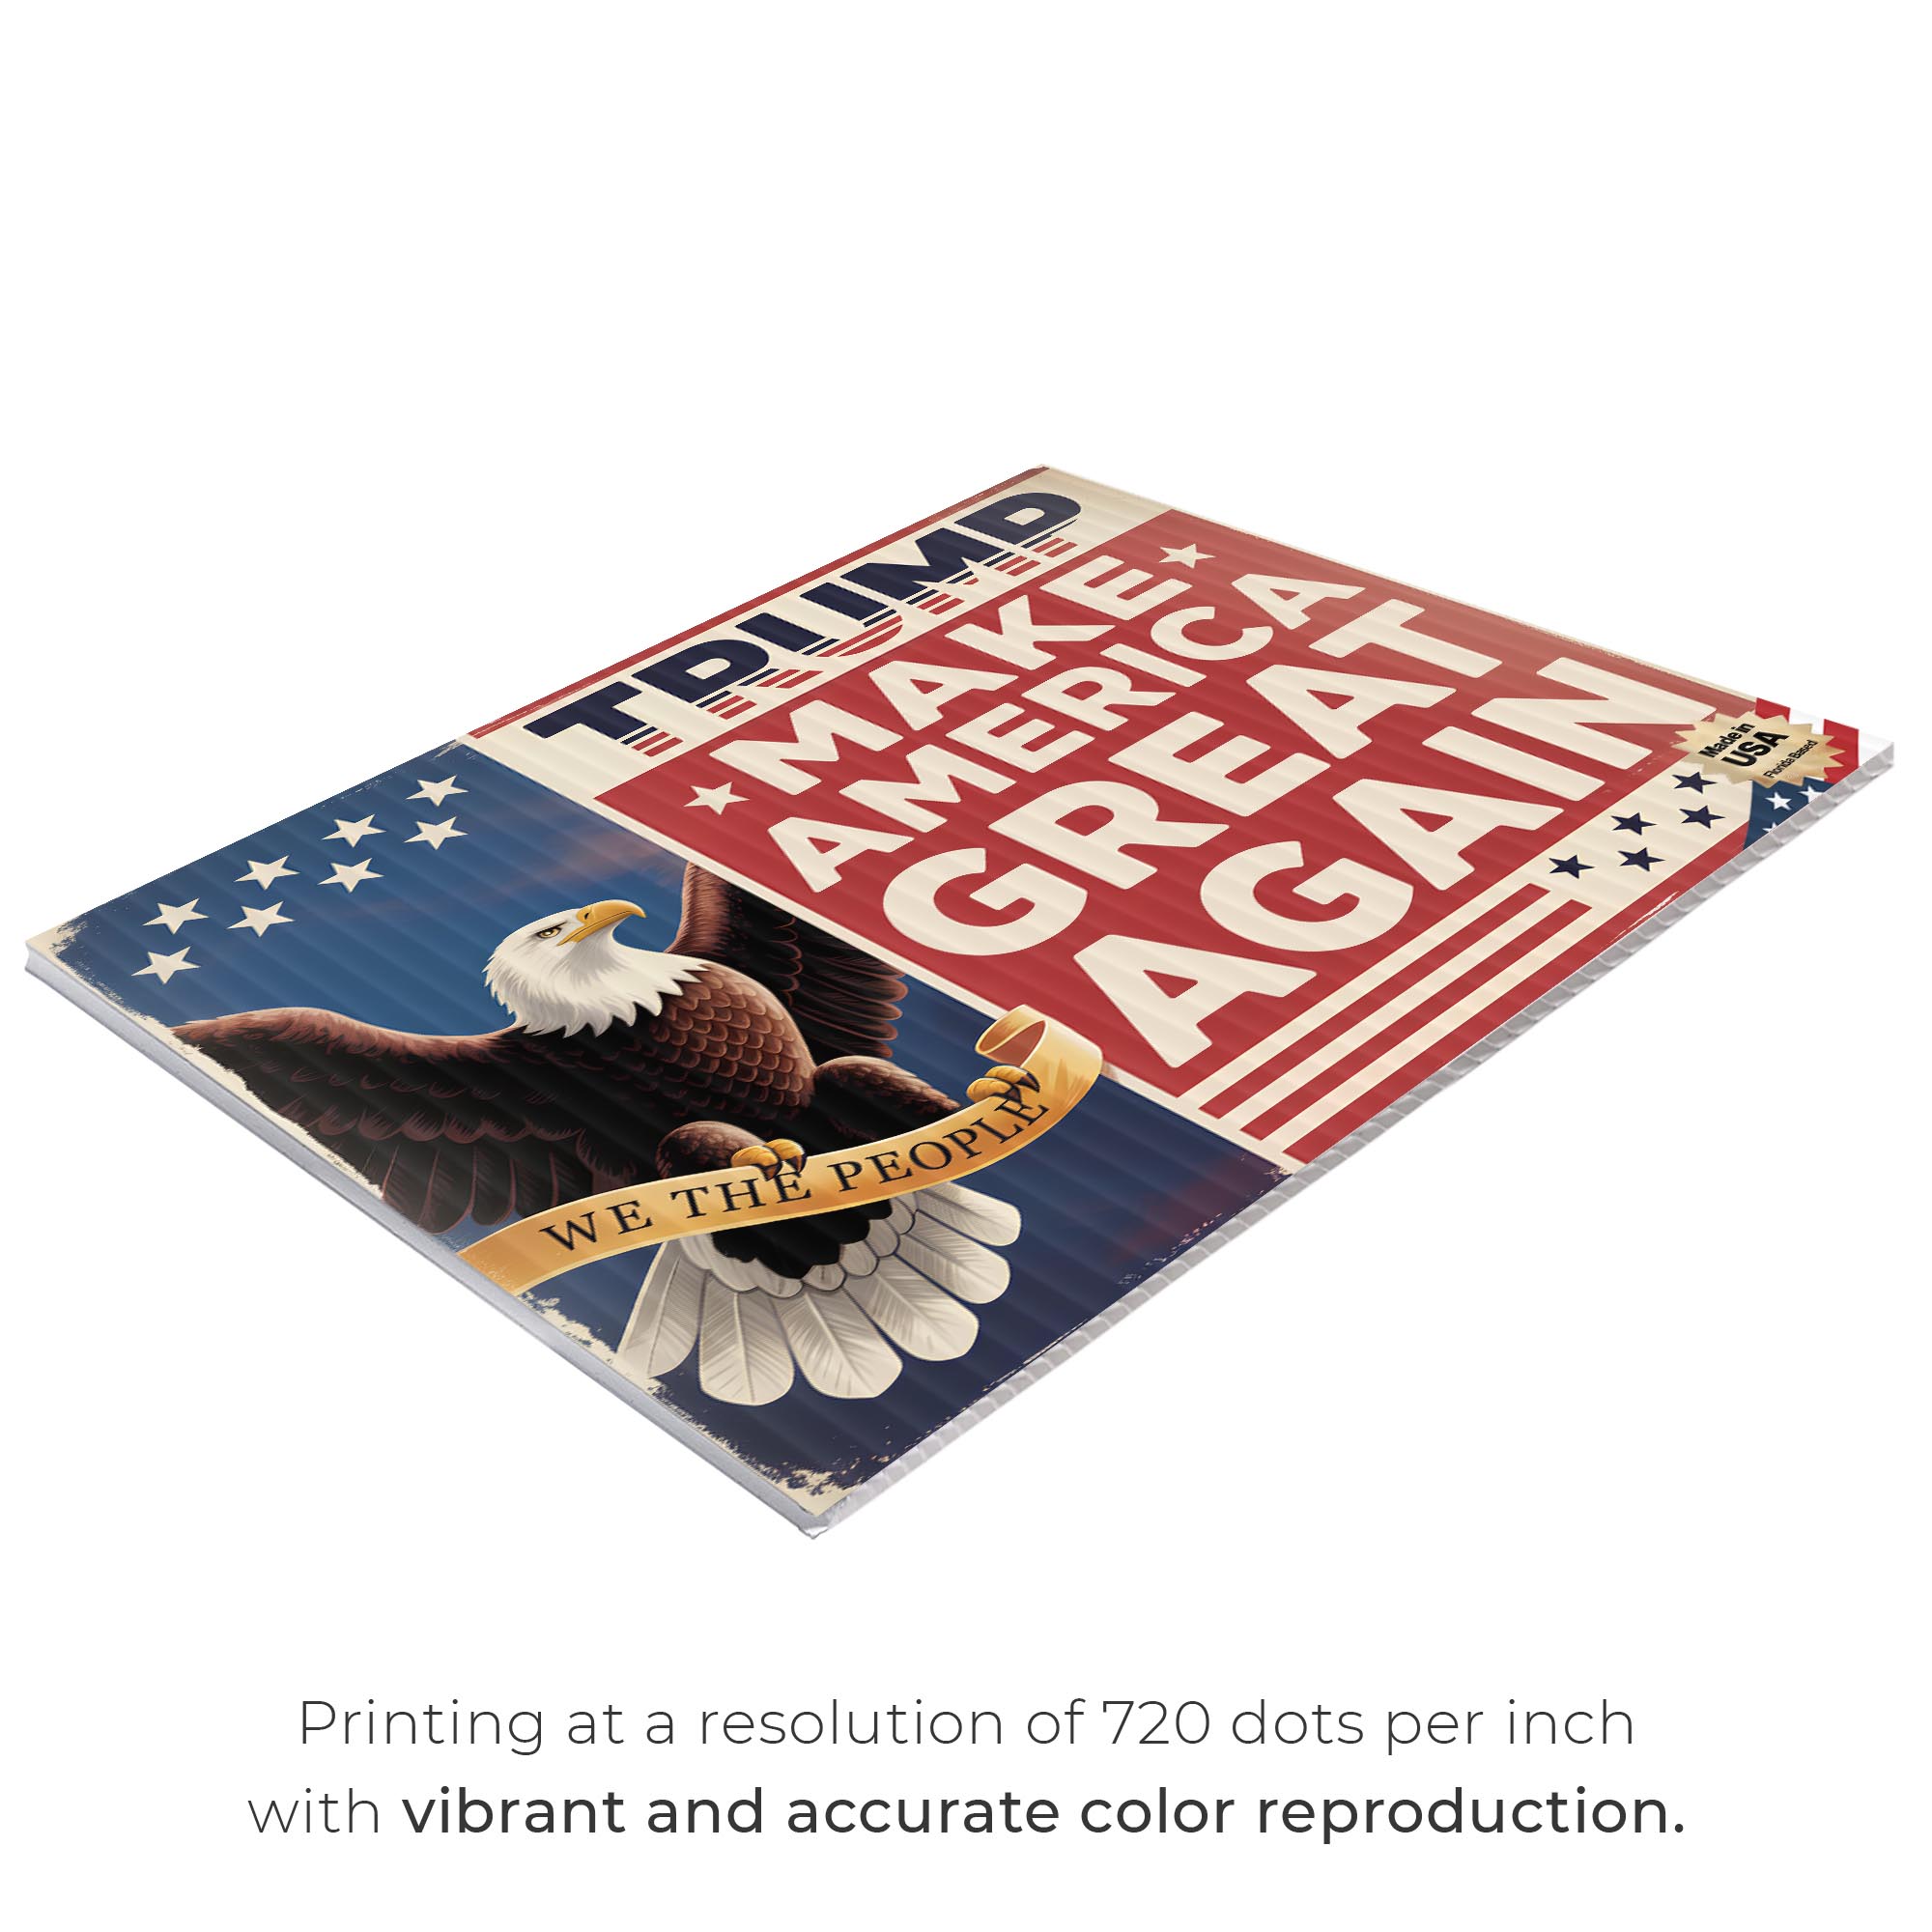 TRUMP
MAKE
AMERICA
GREAT
AGAIN
Made in
USA
Florida Based
WE THE PEOPLE
Printing at a resolution of 720 dots per inch
with vibrant and accurate color reproduction.